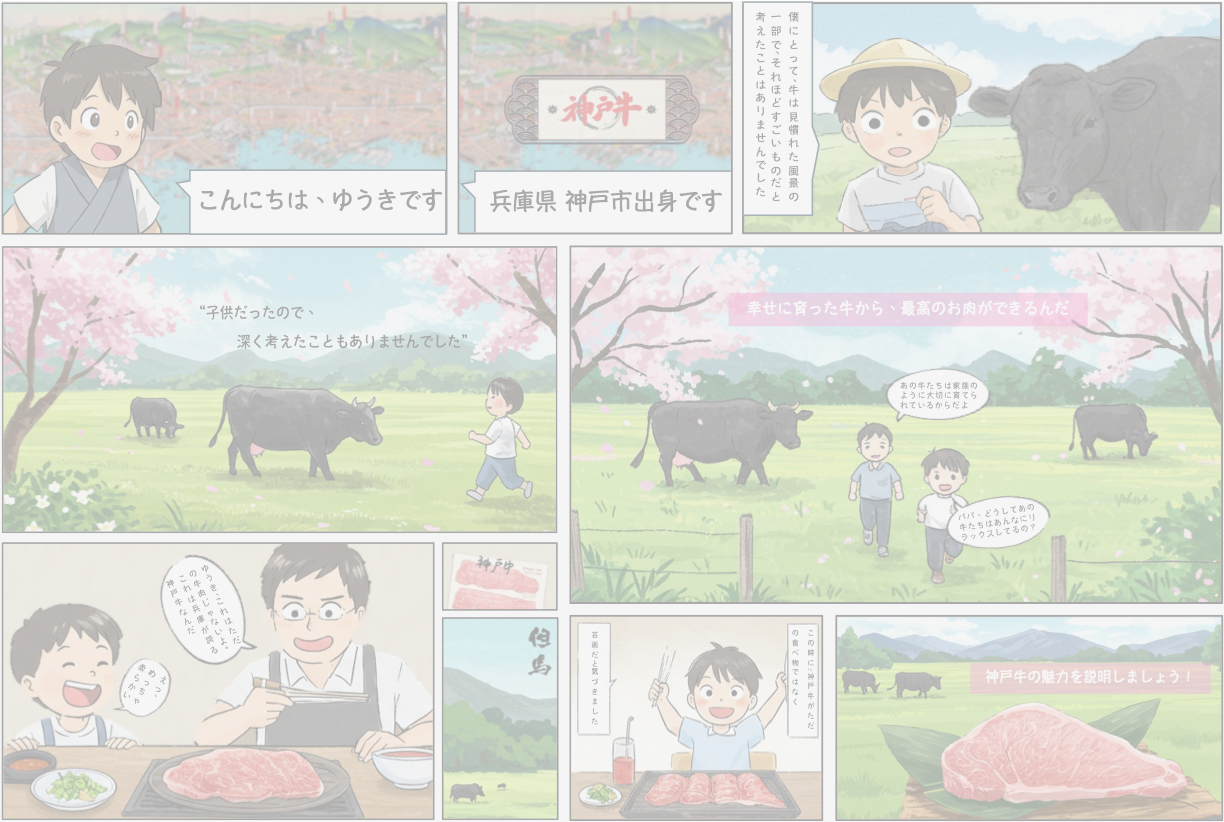 こんにちは、ゆうきです
神戸牛
兵庫県 神戸市出身です
僕にとって、牛は見慣れた風景の
一部で、それほどすごいものだと
考えたことはありませんでした
“子供だったので、
深く考えたこともありませんでした”
幸せに育った牛から、最高のお肉ができるんだ
あの牛たちは家族の
ように大切に育てら
れているからだよ
パパ、どうしてあの
牛たちはあんなにリ
ラックスしてるの？
ゆうき、これはただ
の牛肉じゃないよ。
これは兵庫が誇る
神戸牛なんだ
えっ、
めっちゃ
柔らかい
神戸牛
但馬
この時に、神戸牛がただ
の食べ物ではなく
芸術だと気づきました
神戸牛の魅力を説明しましょう！